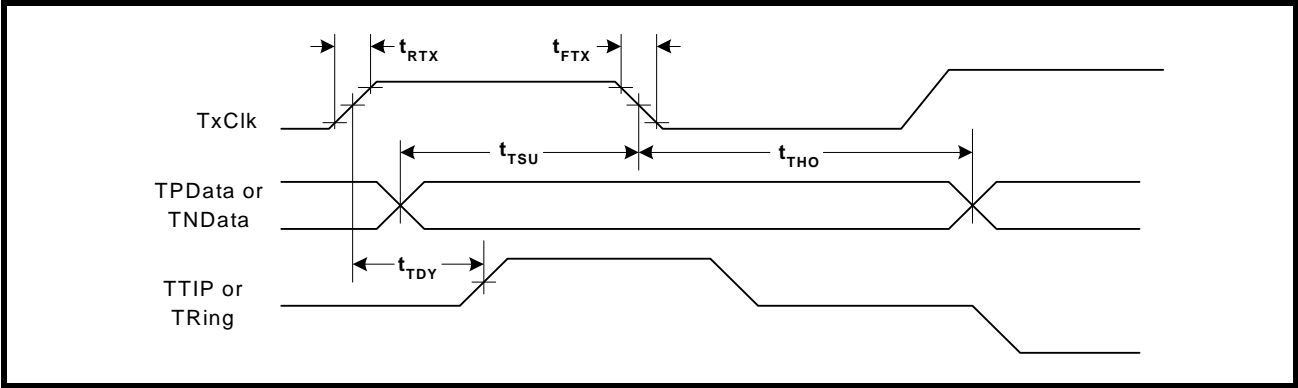 tRTX
tFTX
TxClk
tTSU
tTHO
TPData or
TNData
tTDY
TTIP or
TRing